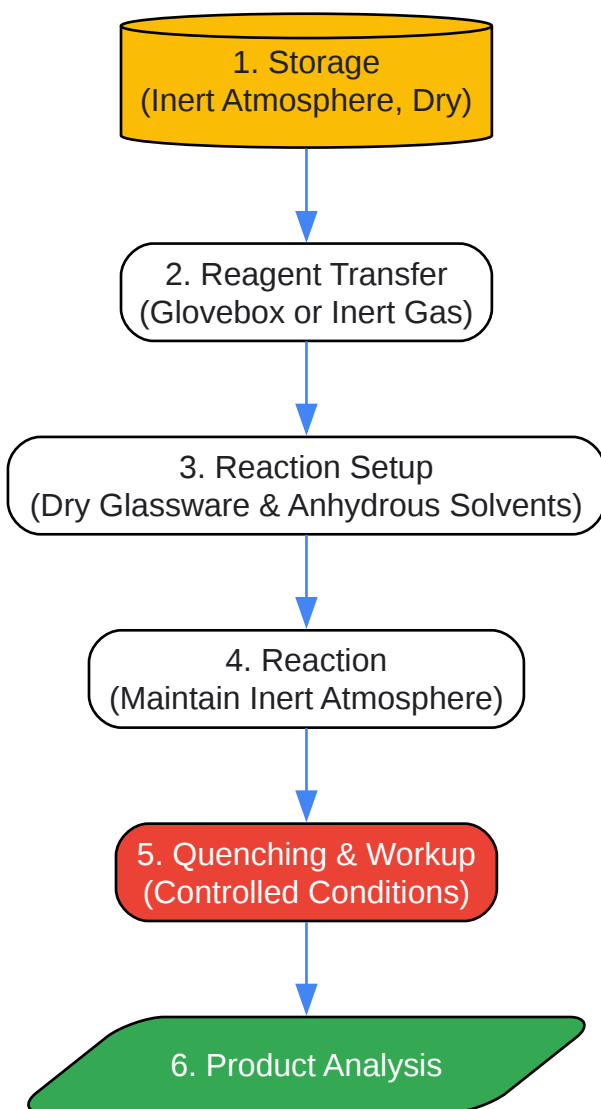 1. Storage
(Inert Atmosphere, Dry)
2. Reagent Transfer
(Glovebox or Inert Gas)
3. Reaction Setup
(Dry Glassware & Anhydrous Solvents)
4. Reaction
(Maintain Inert Atmosphere)
5. Quenching & Workup
(Controlled Conditions)
6. Product Analysis